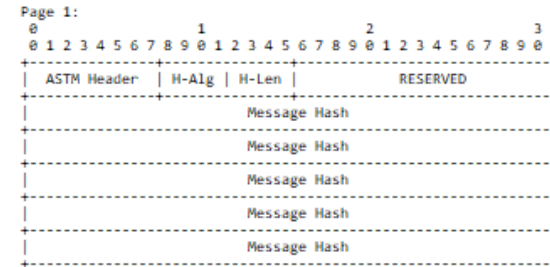 Page 1:
0 1 2 3
0 1 2 3 4 5 6 7 8 9 0 1 2 3 4 5 6 7 8 9 0 1 2 3 4 5 6 7 8 9 0
| ASTM Header | H-Alg | H-Len | RESERVED
| Message Hash
| Message Hash
| Message Hash
| Message Hash
| Message Hash